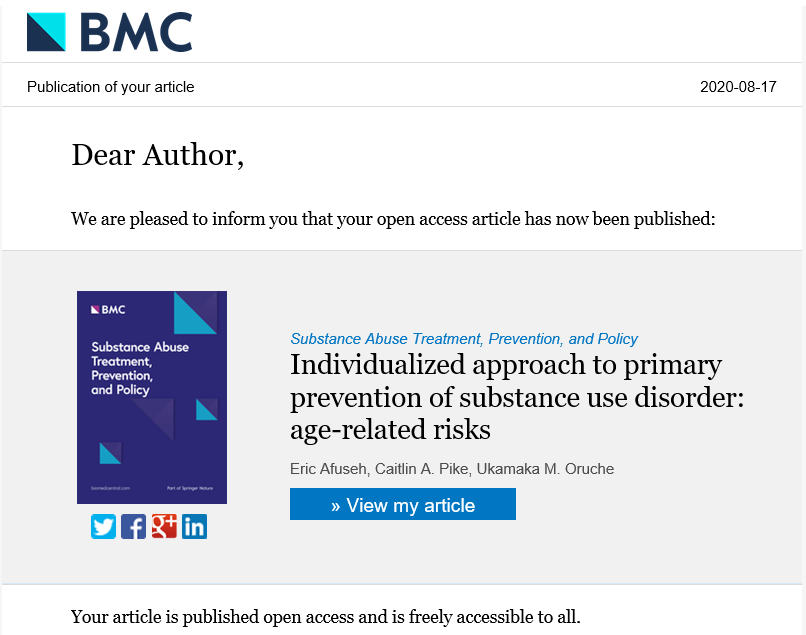 BMC
Publication of your article
2020-08-17
Dear Author,
We are pleased to inform you that your open access article has now been published:
BMC
Substance Abuse
Treatment,
Prevention,
and Policy
biomedcentral.com
Part of Springer Nature
Substance Abuse Treatment, Prevention, and Policy
Individualized approach to primary
prevention of substance use disorder:
age-related risks
Eric Afuseh, Caitlin A. Pike, Ukamaka M. Oruche
» View my article
Your article is published open access and is freely accessible to all.